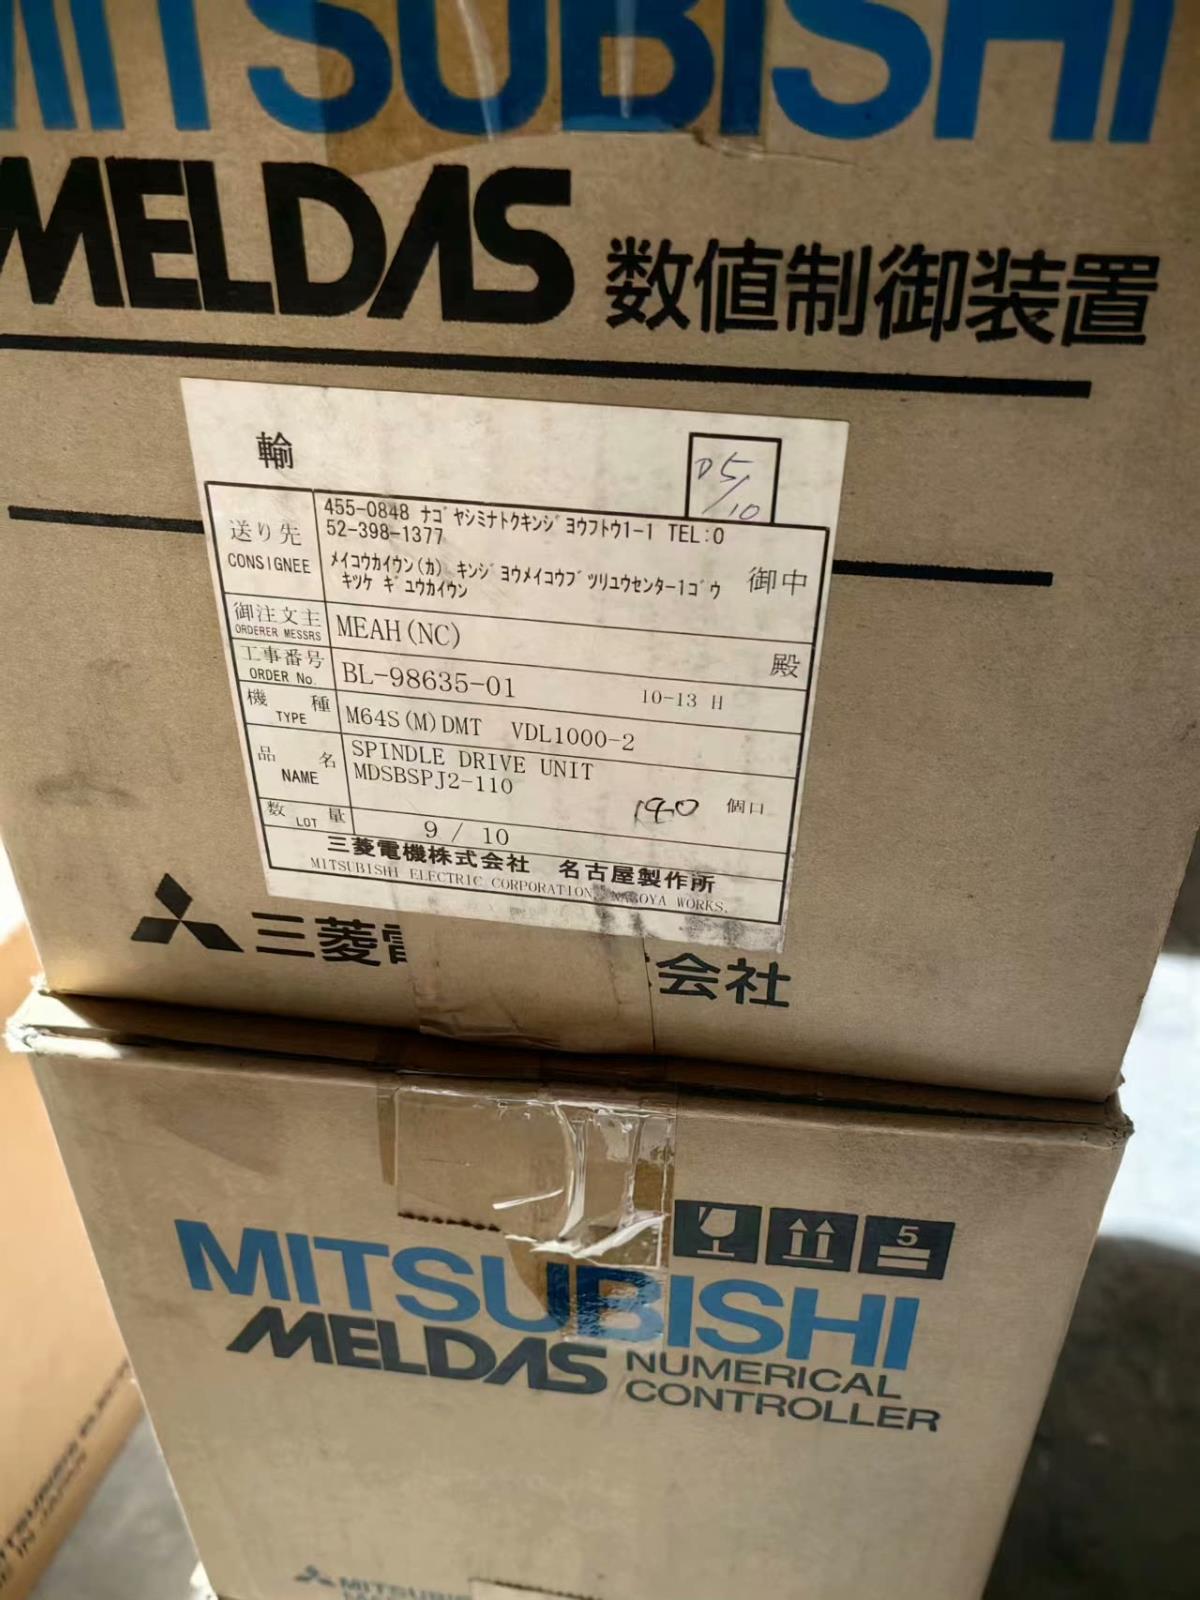 MITSUBISHI
MELDAS 数値制御装置
輸
D5/10
送り先
CONSIGNEE
455-0848 ﾅｺﾞﾔｼﾐﾅﾄｸｷﾝｼﾞﾖｳﾌﾄｳ1-1 TEL:0
52-398-1377
ﾒｲｺｳｶｲｳﾝ(ｶ) ｷﾝｼﾞﾖｳﾒｲｺｳﾌﾞﾂﾘﾕｳｾﾝﾀｰ1ｺﾞｳ 御中
ｷﾂｹ ｷﾞﾕｳｶｲｳﾝ
御注文主
ORDERER MESSRS
MEAH(NC) 殿
工事番号
ORDER No.
BL-98635-01 10-13 H
機種
TYPE
M64S(M)DMT VDL1000-2
品名
NAME
SPINDLE DRIVE UNIT
MDSBSPJ2-110
数量
LOT
9 / 10
個口
三菱電機株式会社 名古屋製作所
MITSUBISHI ELECTRIC CORPORATION NAGOYA WORKS.
三菱電 会社
5
MITSUBISHI
MELDAS NUMERICAL
CONTROLLER
MITSUBIS